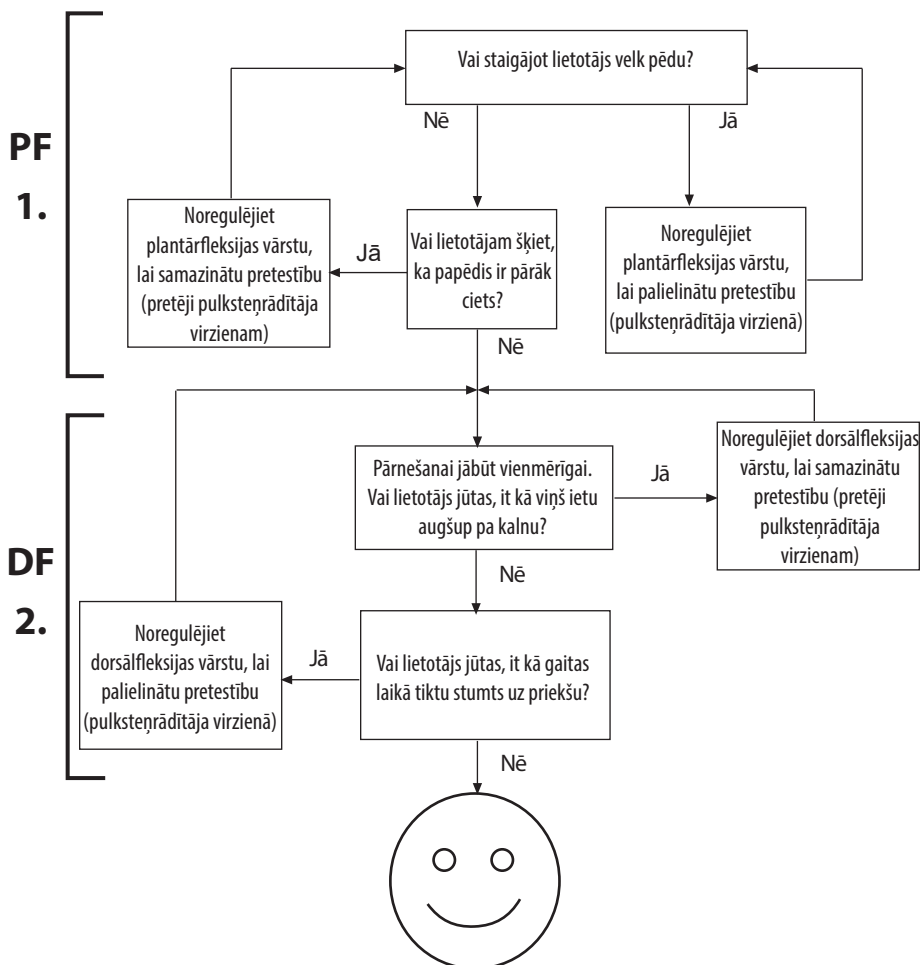 PF
1.
Vai staigājot lietotājs velk pēdu?
Nē
Jā
Noregulējiet
plantārfleksijas vārstu,
lai samazinātu pretestību
(pretēji pulksteņrādītāja
virzienam)
Jā
Vai lietotājam šķiet,
ka papēdis ir pārāk
ciets?
Noregulējiet
plantārfleksijas vārstu,
lai palielinātu pretestību
(pulksteņrādītāja virzienā)
Nē
DF
2.
Pārnešanai jābūt vienmērīgai.
Vai lietotājs jūtas, it kā viņš ietu
augšup pa kalnu?
Jā
Noregulējiet dorsālfleksijas
vārstu, lai samazinātu
pretestību (pretēji
pulksteņrādītāja
virzienam)
Nē
Noregulējiet
dorsālfleksijas vārstu, lai
palielinātu pretestību
(pulksteņrādītāja virzienā)
Jā
Vai lietotājs jūtas, it kā gaitas
laikā tiktu stumts uz priekšu?
Nē